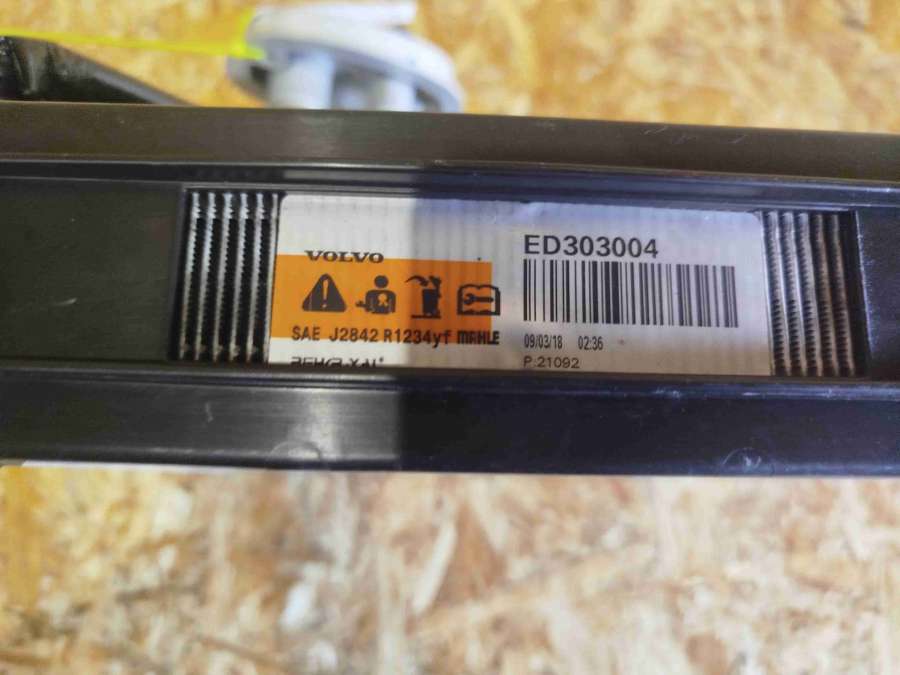 VOLVO
SAE J2842 R1234yf MAHLE
ED303004
09/03/18 02:36
P:21092